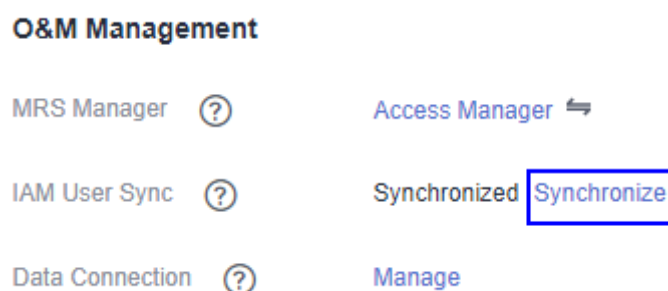 O&M Management
MRS Manager ? Access Manager
IAM User Sync ? Synchronized Synchronize
Data Connection ? Manage